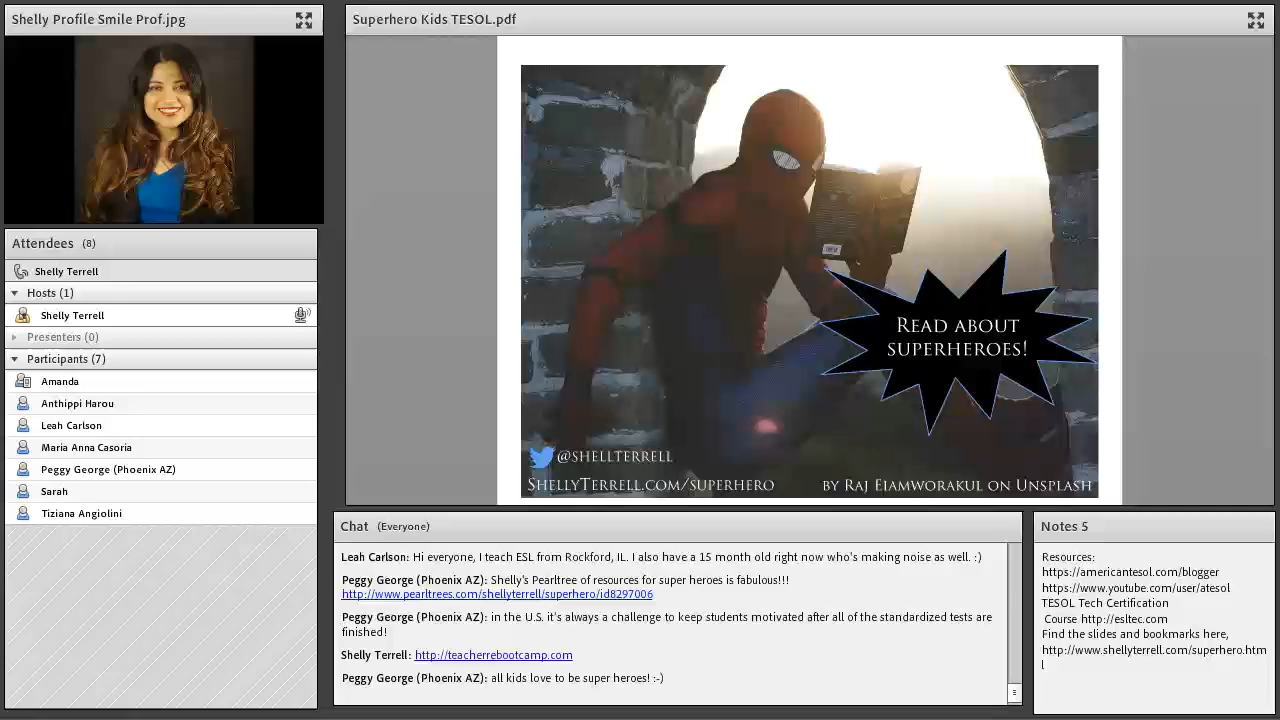 Shelly Profile Smile Prof.jpg
Superhero Kids TESOL.pdf
READ ABOUT
SUPERHEROES!
@SHELLTERRELL
SHELLYTERRELL.COM/SUPERHERO
BY RAJ EIAMWORAKUL ON UNSPLASH
Attendees (8)
Shelly Terrell
Hosts (1)
Shelly Terrell
Presenters (0)
Participants (7)
Amanda
Anthippi Harou
Leah Carlson
Maria Anna Casoria
Peggy George (Phoenix AZ)
Sarah
Tiziana Angiolini
Chat (Everyone)
Leah Carlson: Hi everyone, I teach ESL from Rockford, IL. I also have a 15 month old right now who's making noise as well. :)
Peggy George (Phoenix AZ): Shelly's Pearltree of resources for super heroes is fabulous!!!
http://www.pearltrees.com/shellyterrell/superhero/id8297006
Peggy George (Phoenix AZ): in the U.S. it's always a challenge to keep students motivated after all of the standardized tests are
finished!
Shelly Terrell: http://teacherrebootcamp.com
Peggy George (Phoenix AZ): all kids love to be super heroes! :-)
Notes 5
Resources:
https://americantesol.com/blogger
https://www.youtube.com/user/atesol
TESOL Tech Certification
Course http://esltec.com
Find the slides and bookmarks here,
http://www.shellyterrell.com/superhero.htm
l